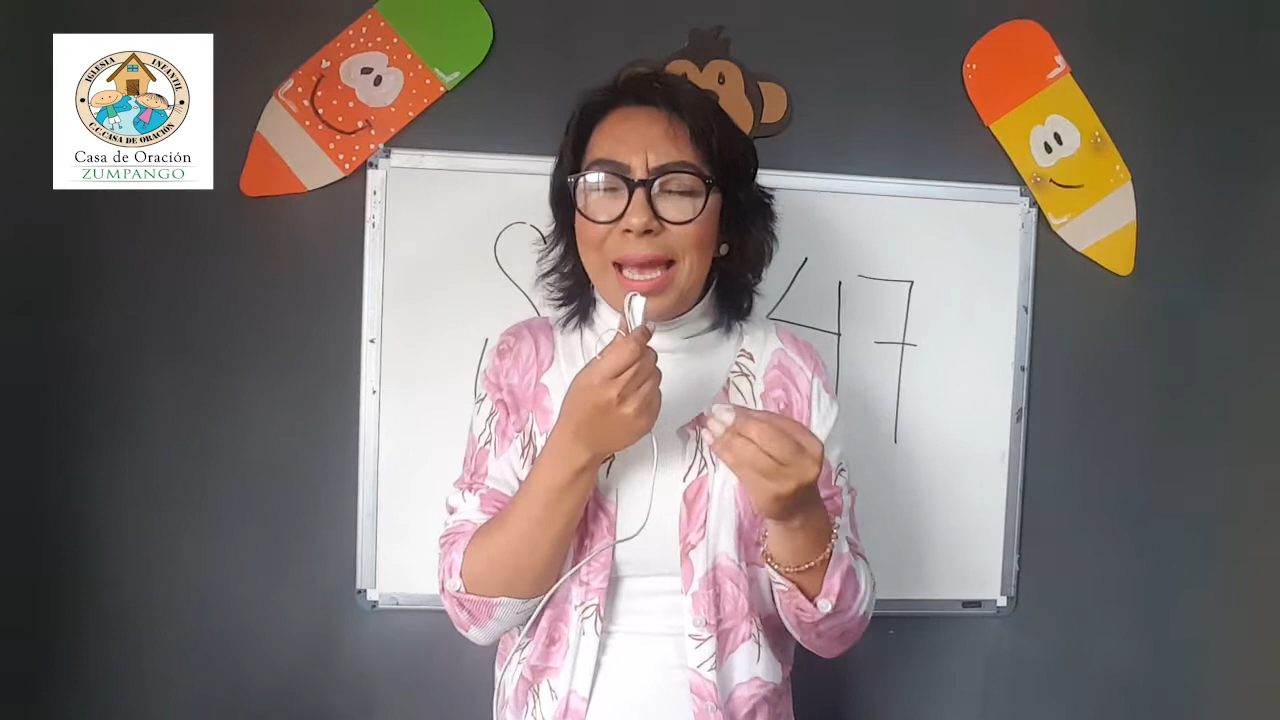 IGLESIA INFANTIL
C.C.CASA DE ORACIÓN
Casa de Oración
ZUMPANGO
47